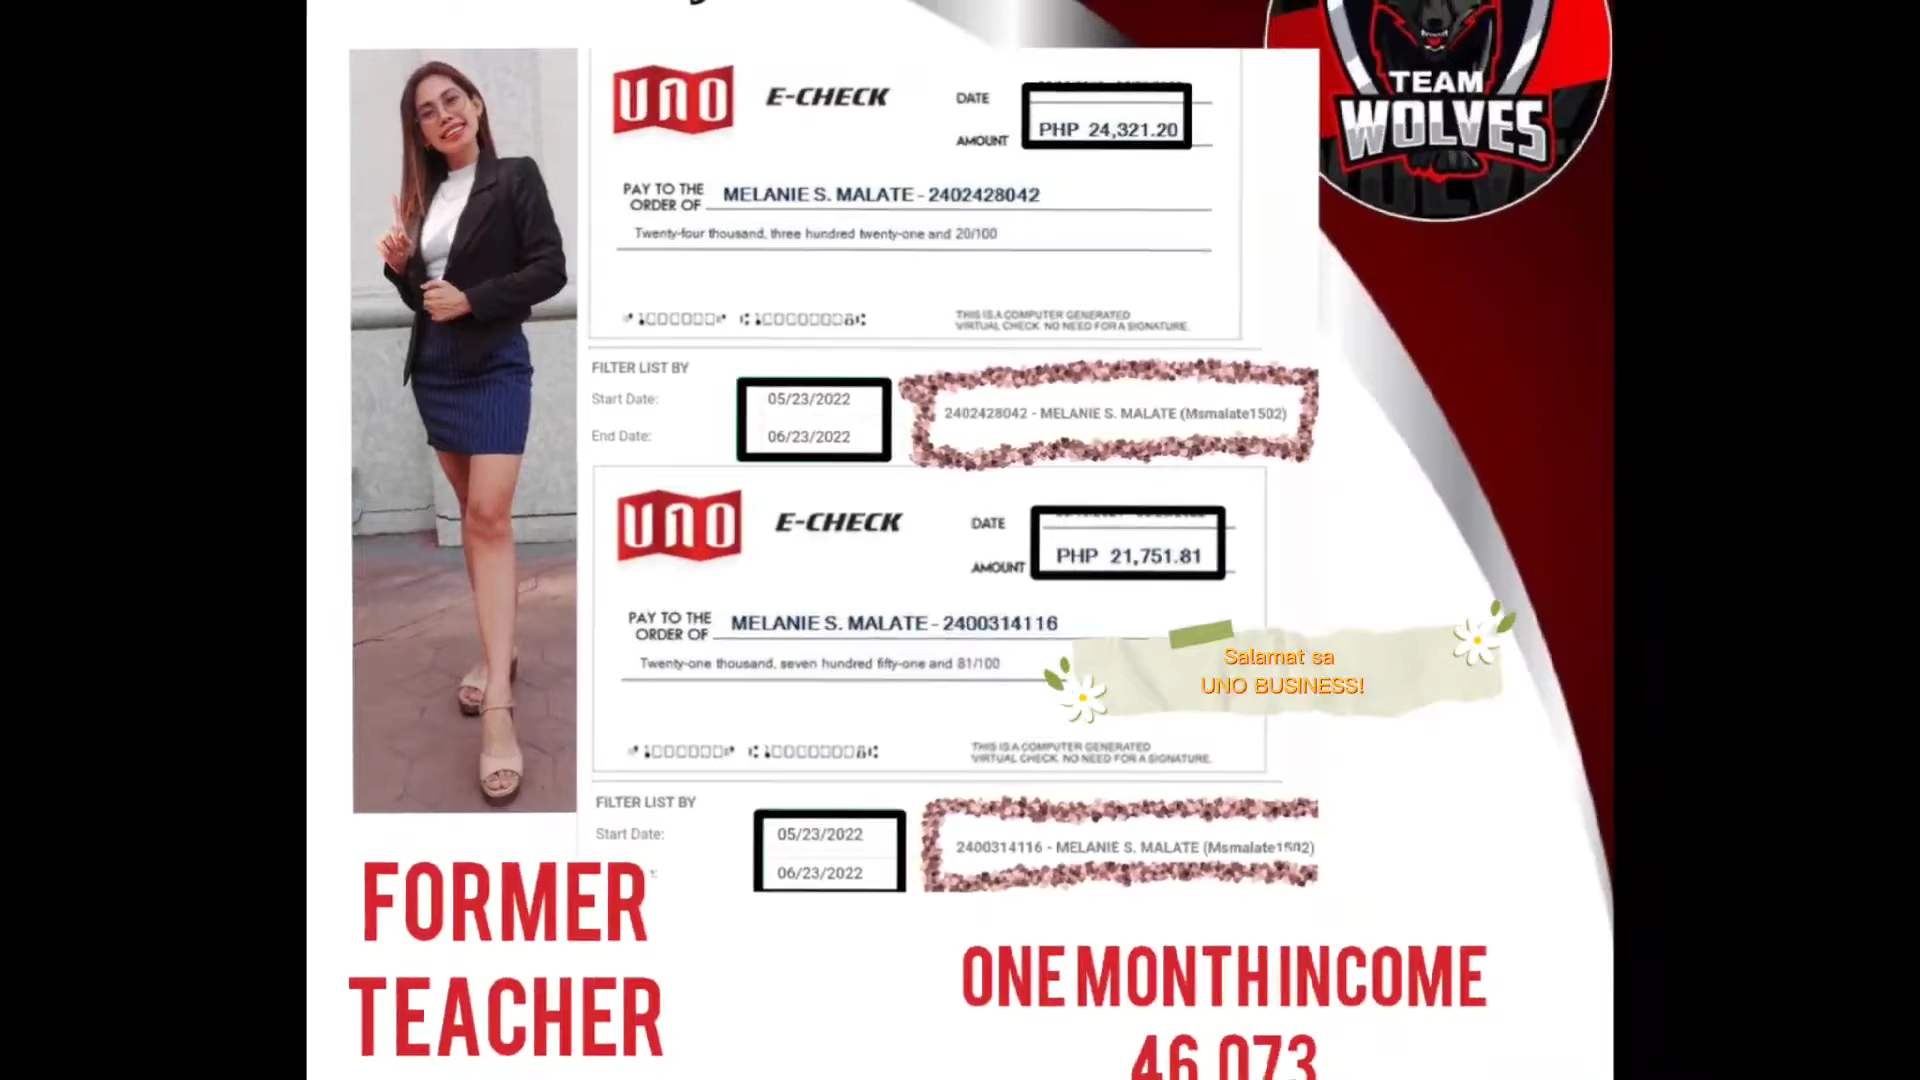 TEAM
WOLVES
UNO E-CHECK
DATE
AMOUNT PHP 24,321.20
PAY TO THE ORDER OF MELANIE S. MALATE - 2402428042
Twenty-four thousand, three hundred twenty-one and 20/100
THIS IS A COMPUTER GENERATED
VIRTUAL CHECK. NO NEED FOR A SIGNATURE.
FILTER LIST BY
Start Date: 05/23/2022
2402428042 - MELANIE S. MALATE (Msmalate1502)
End Date: 06/23/2022
UNO E-CHECK
DATE
AMOUNT PHP 21,751.81
PAY TO THE ORDER OF MELANIE S. MALATE - 2400314116
Twenty-one thousand, seven hundred fifty-one and 81/100
Salamat sa
UNO BUSINESS!
THIS IS A COMPUTER GENERATED
VIRTUAL CHECK. NO NEED FOR A SIGNATURE.
FILTER LIST BY
Start Date: 05/23/2022
2400314116 - MELANIE S. MALATE (Msmalate1502)
06/23/2022
FORMER
TEACHER
ONE MONTH INCOME
46,073